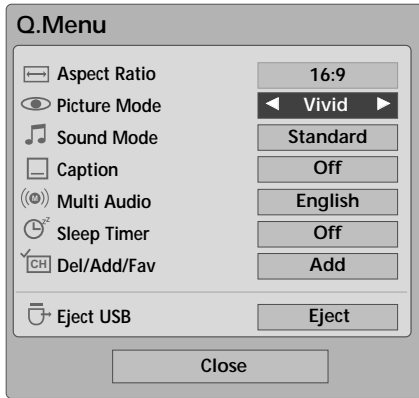 Q.Menu
Aspect Ratio 16:9
Picture Mode ◀ Vivid ▶
Sound Mode Standard
Caption Off
Multi Audio English
Sleep Timer Off
CH Del/Add/Fav Add
Eject USB Eject
Close